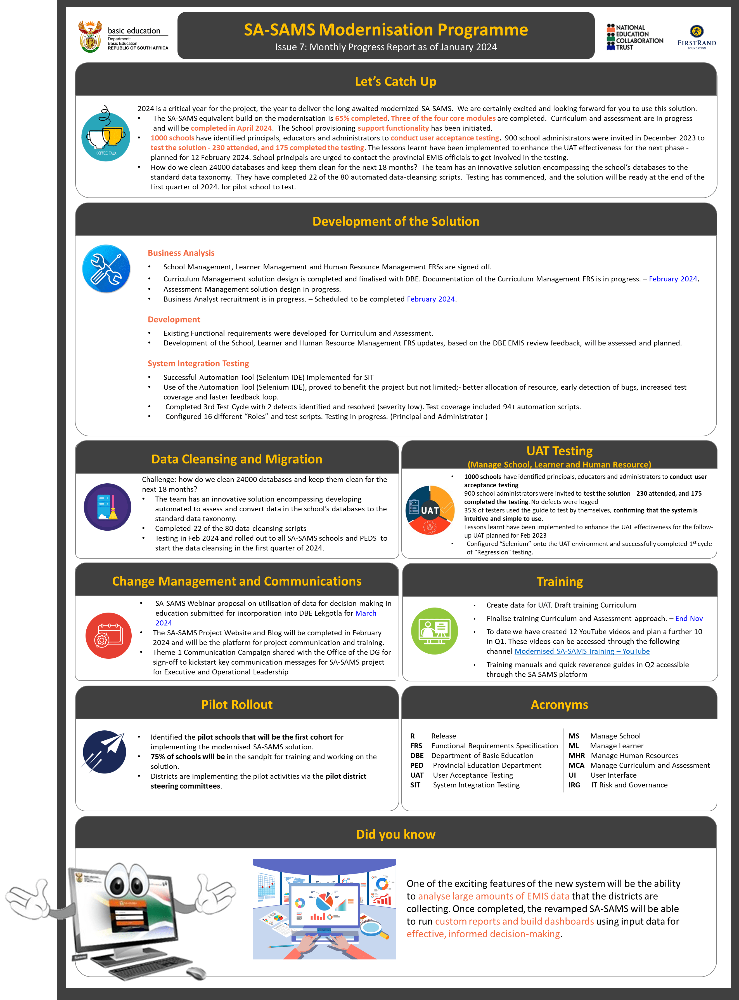 basic education
Department:
Basic Education
REPUBLIC OF SOUTH AFRICA
SA-SAMS Modernisation Programme
Issue 7: Monthly Progress Report as of January 2024
NATIONAL
EDUCATION
COLLABORATION
TRUST
FIRSTRAND
FOUNDATION
Let's Catch Up
COFFEE TALK
2024 is a critical year for the project, the year to deliver the long awaited modernized SA-SAMS. We are certainly excited and looking forward for you to use this solution.
• The SA-SAMS equivalent build on the modernisation is 65% completed. Three of the four core modules are completed. Curriculum and assessment are in progress
and will be completed in April 2024. The School provisioning support functionality has been initiated.
• 1000 schools have identified principals, educators and administrators to conduct user acceptance testing. 900 school administrators were invited in December 2023 to
test the solution - 230 attended, and 175 completed the testing. The lessons learnt have been implemented to enhance the UAT effectiveness for the next phase -
planned for 12 February 2024. School principals are urged to contact the provincial EMIS officials to get involved in the testing.
• How do we clean 24000 databases and keep them clean for the next 18 months? The team has an innovative solution encompassing the school's databases to the
standard data taxonomy. They have completed 22 of the 80 automated data-cleansing scripts. Testing has commenced, and the solution will be ready at the end of the
first quarter of 2024. for pilot school to test.
Development of the Solution
Business Analysis
• School Management, Learner Management and Human Resource Management FRSs are signed off.
• Curriculum Management solution design is completed and finalised with DBE. Documentation of the Curriculum Management FRS is in progress. – February 2024.
• Assessment Management solution design in progress.
• Business Analyst recruitment is in progress. – Scheduled to be completed February 2024.
Development
• Existing Functional requirements were developed for Curriculum and Assessment.
• Development of the School, Learner and Human Resource Management FRS updates, based on the DBE EMIS review feedback, will be assessed and planned.
System Integration Testing
• Successful Automation Tool (Selenium IDE) implemented for SIT
• Use of the Automation Tool (Selenium IDE), proved to benefit the project but not limited;- better allocation of resource, early detection of bugs, increased test
coverage and faster feedback loop.
• Completed 3rd Test Cycle with 2 defects identified and resolved (severity low). Test coverage included 94+ automation scripts.
• Configured 16 different “Roles” and test scripts. Testing in progress. (Principal and Administrator )
Data Cleansing and Migration
Challenge: how do we clean 24000 databases and keep them clean for the
next 18 months?
• The team has an innovative solution encompassing developing
automated to assess and convert data in the school's databases to the
standard data taxonomy.
• Completed 22 of the 80 data-cleansing scripts
• Testing in Feb 2024 and rolled out to all SA-SAMS schools and PEDS to
start the data cleansing in the first quarter of 2024.
UAT Testing
(Manage School, Learner and Human Resource)
UAT
• 1000 schools have identified principals, educators and administrators to conduct user
acceptance testing
900 school administrators were invited to test the solution - 230 attended, and 175
completed the testing. No defects were logged
35% of testers used the guide to test by themselves, confirming that the system is
intuitive and simple to use.
Lessons learnt have been implemented to enhance the UAT effectiveness for the follow-
up UAT planned for Feb 2023
• Configured “Selenium” onto the UAT environment and successfully completed 1st cycle
of “Regression” testing.
Change Management and Communications
• SA-SAMS Webinar proposal on utilisation of data for decision-making in
education submitted for incorporation into DBE Lekgotla for March
2024
• The SA-SAMS Project Website and Blog will be completed in February
2024 and will be the platform for project communication and training.
• Theme 1 Communication Campaign shared with the Office of the DG for
sign-off to kickstart key communication messages for SA-SAMS project
for Executive and Operational Leadership
Training
• Create data for UAT. Draft training Curriculum
• Finalise training Curriculum and Assessment approach. – End Nov
• To date we have created 12 YouTube videos and plan a further 10
in Q1. These videos can be accessed through the following
channel Modernised SA-SAMS Training – YouTube
• Training manuals and quick reverence guides in Q2 accessible
through the SA SAMS platform
Pilot Rollout
• Identified the pilot schools that will be the first cohort for
implementing the modernised SA-SAMS solution.
• 75% of schools will be in the sandpit for training and working on the
solution.
• Districts are implementing the pilot activities via the pilot district
steering committees.
Acronyms
R Release
FRS Functional Requirements Specification
DBE Department of Basic Education
PED Provincial Education Department
UAT User Acceptance Testing
SIT System Integration Testing
MS Manage School
ML Manage Learner
MHR Manage Human Resources
MCA Manage Curriculum and Assessment
UI User Interface
IRG IT Risk and Governance
Did you know
One of the exciting features of the new system will be the ability
to analyse large amounts of EMIS data that the districts are
collecting. Once completed, the revamped SA-SAMS will be able
to run custom reports and build dashboards using input data for
effective, informed decision-making.